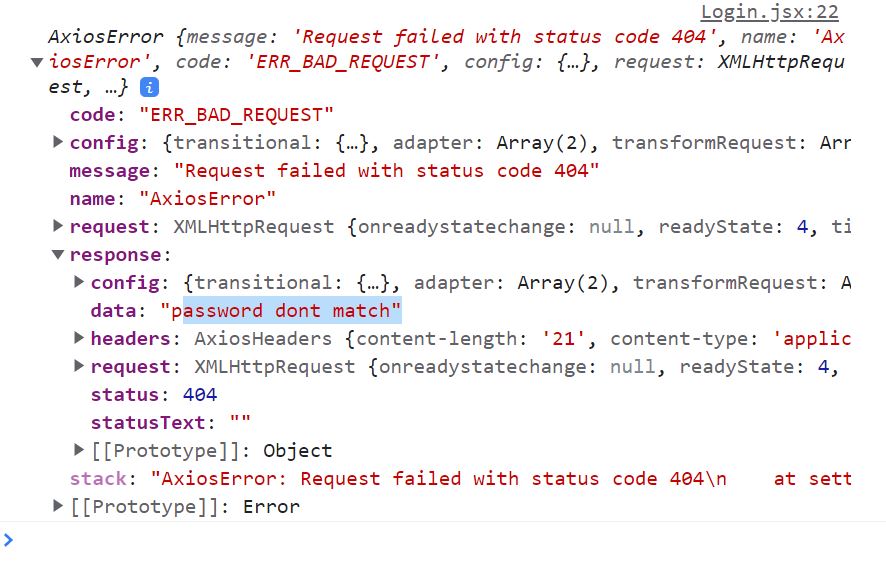 Login.jsx:22
AxiosError {message: 'Request failed with status code 404', name: 'Ax
iosError', code: 'ERR_BAD_REQUEST', config: {…}, request: XMLHttpRequ
est, …} i
code: "ERR_BAD_REQUEST"
config: {transitional: {…}, adapter: Array(2), transformRequest: Arr
message: "Request failed with status code 404"
name: "AxiosError"
request: XMLHttpRequest {onreadystatechange: null, readyState: 4, ti
response:
config: {transitional: {…}, adapter: Array(2), transformRequest: A
data: "password dont match"
headers: AxiosHeaders {content-length: '21', content-type: 'applic
request: XMLHttpRequest {onreadystatechange: null, readyState: 4,
status: 404
statusText: ""
[[Prototype]]: Object
stack: "AxiosError: Request failed with status code 404\n    at sett
[[Prototype]]: Error